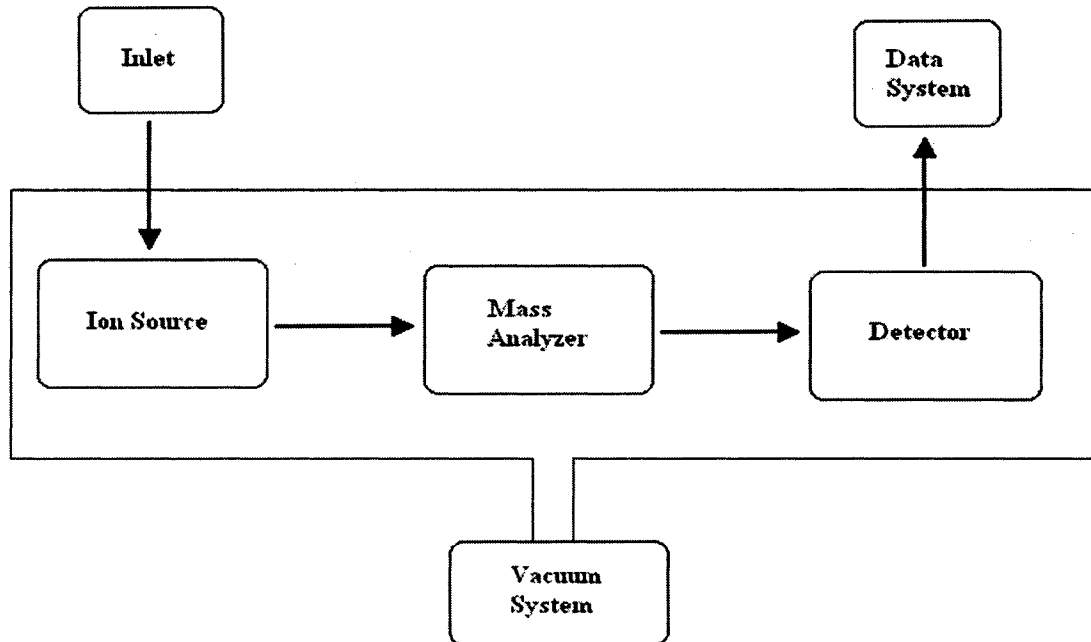 Inlet
Data
System
Ion Source
Mass
Analyzer
Detector
Vacuum
System